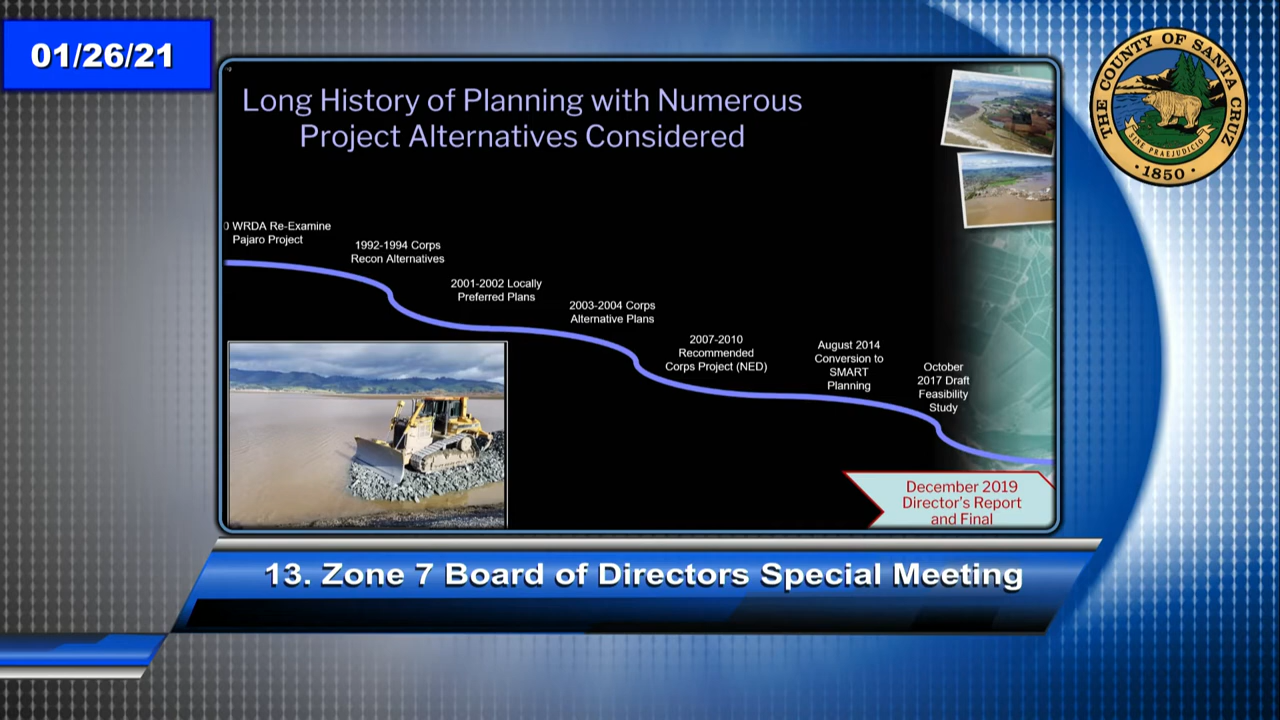 01/26/21
THE COUNTY OF SANTA CRUZ
SINE PRAEJUDICIO
• 1850 •
Long History of Planning with Numerous
Project Alternatives Considered
0 WRDA Re-Examine
Pajaro Project
1992-1994 Corps
Recon Alternatives
2001-2002 Locally
Preferred Plans
2003-2004 Corps
Alternative Plans
2007-2010
Recommended
Corps Project (NED)
August 2014
Conversion to
SMART
Planning
October
2017 Draft
Feasibility
Study
December 2019
Director's Report
and Final
13. Zone 7 Board of Directors Special Meeting